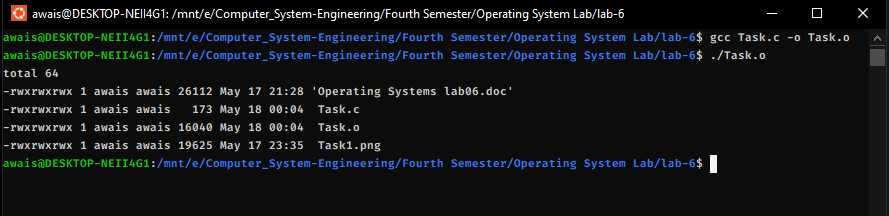 awais@DESKTOP-NEII4G1: /mnt/e/Computer_System-Engineering/Fourth Semester/Operating System Lab/lab-6
awais@DESKTOP-NEII4G1:/mnt/e/Computer_System-Engineering/Fourth Semester/Operating System Lab/lab-6$ gcc Task.c -o Task.o
awais@DESKTOP-NEII4G1:/mnt/e/Computer_System-Engineering/Fourth Semester/Operating System Lab/lab-6$ ./Task.o
total 64
-rwxrwxrwx 1 awais awais 26112 May 17 21:28 'Operating Systems lab06.doc'
-rwxrwxrwx 1 awais awais   173 May 18 00:04  Task.c
-rwxrwxrwx 1 awais awais 16040 May 18 00:04  Task.o
-rwxrwxrwx 1 awais awais 19625 May 17 23:35  Task1.png
awais@DESKTOP-NEII4G1:/mnt/e/Computer_System-Engineering/Fourth Semester/Operating System Lab/lab-6$